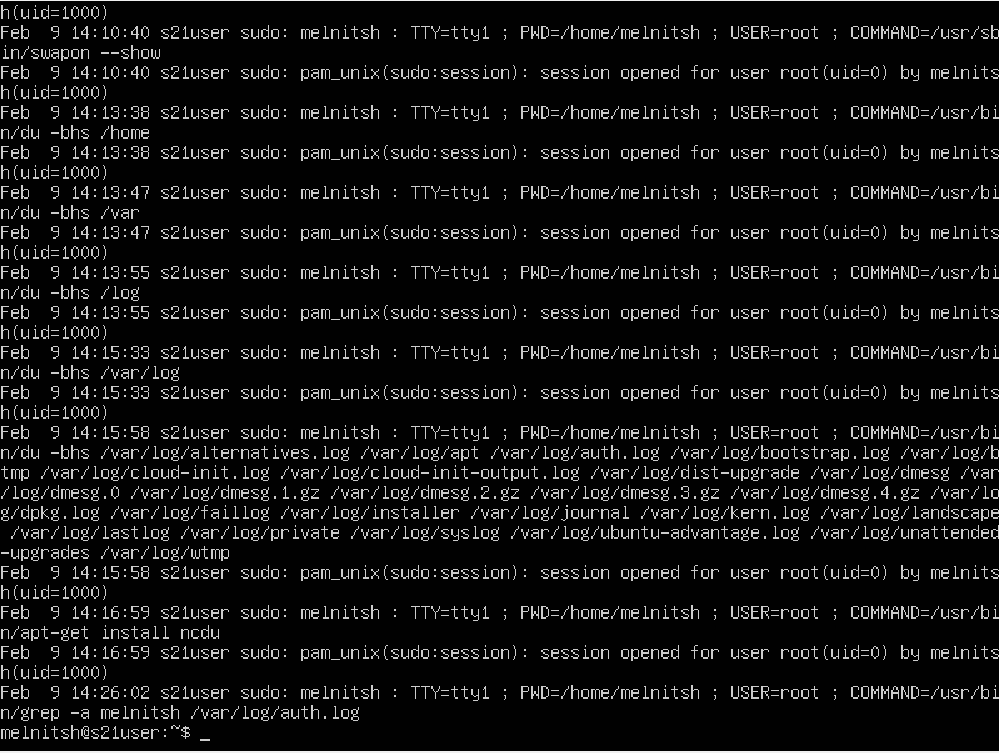 h(uid=1000)
Feb  9 14:10:40 s21user sudo: melnitsh : TTY=tty1 ; PWD=/home/melnitsh ; USER=root ; COMMAND=/usr/sb
in/swapon --show
Feb  9 14:10:40 s21user sudo: pam_unix(sudo:session): session opened for user root(uid=0) by melnits
h(uid=1000)
Feb  9 14:13:38 s21user sudo: melnitsh : TTY=tty1 ; PWD=/home/melnitsh ; USER=root ; COMMAND=/usr/bi
n/du -bhs /home
Feb  9 14:13:38 s21user sudo: pam_unix(sudo:session): session opened for user root(uid=0) by melnits
h(uid=1000)
Feb  9 14:13:47 s21user sudo: melnitsh : TTY=tty1 ; PWD=/home/melnitsh ; USER=root ; COMMAND=/usr/bi
n/du -bhs /var
Feb  9 14:13:47 s21user sudo: pam_unix(sudo:session): session opened for user root(uid=0) by melnits
h(uid=1000)
Feb  9 14:13:55 s21user sudo: melnitsh : TTY=tty1 ; PWD=/home/melnitsh ; USER=root ; COMMAND=/usr/bi
n/du -bhs /log
Feb  9 14:13:55 s21user sudo: pam_unix(sudo:session): session opened for user root(uid=0) by melnits
h(uid=1000)
Feb  9 14:15:33 s21user sudo: melnitsh : TTY=tty1 ; PWD=/home/melnitsh ; USER=root ; COMMAND=/usr/bi
n/du -bhs /var/log
Feb  9 14:15:33 s21user sudo: pam_unix(sudo:session): session opened for user root(uid=0) by melnits
h(uid=1000)
Feb  9 14:15:58 s21user sudo: melnitsh : TTY=tty1 ; PWD=/home/melnitsh ; USER=root ; COMMAND=/usr/bi
n/du -bhs /var/log/alternatives.log /var/log/apt /var/log/auth.log /var/log/bootstrap.log /var/log/b
tmp /var/log/cloud-init.log /var/log/cloud-init-output.log /var/log/dist-upgrade /var/log/dmesg /var
/log/dmesg.0 /var/log/dmesg.1.gz /var/log/dmesg.2.gz /var/log/dmesg.3.gz /var/log/dmesg.4.gz /var/lo
g/dpkg.log /var/log/faillog /var/log/installer /var/log/journal /var/log/kern.log /var/log/landscape
 /var/log/lastlog /var/log/private /var/log/syslog /var/log/ubuntu-advantage.log /var/log/unattended
-upgrades /var/log/wtmp
Feb  9 14:15:58 s21user sudo: pam_unix(sudo:session): session opened for user root(uid=0) by melnits
h(uid=1000)
Feb  9 14:16:59 s21user sudo: melnitsh : TTY=tty1 ; PWD=/home/melnitsh ; USER=root ; COMMAND=/usr/bi
n/apt-get install ncdu
Feb  9 14:16:59 s21user sudo: pam_unix(sudo:session): session opened for user root(uid=0) by melnits
h(uid=1000)
Feb  9 14:26:02 s21user sudo: melnitsh : TTY=tty1 ; PWD=/home/melnitsh ; USER=root ; COMMAND=/usr/bi
n/grep -a melnitsh /var/log/auth.log
melnitsh@s21user:~$ _